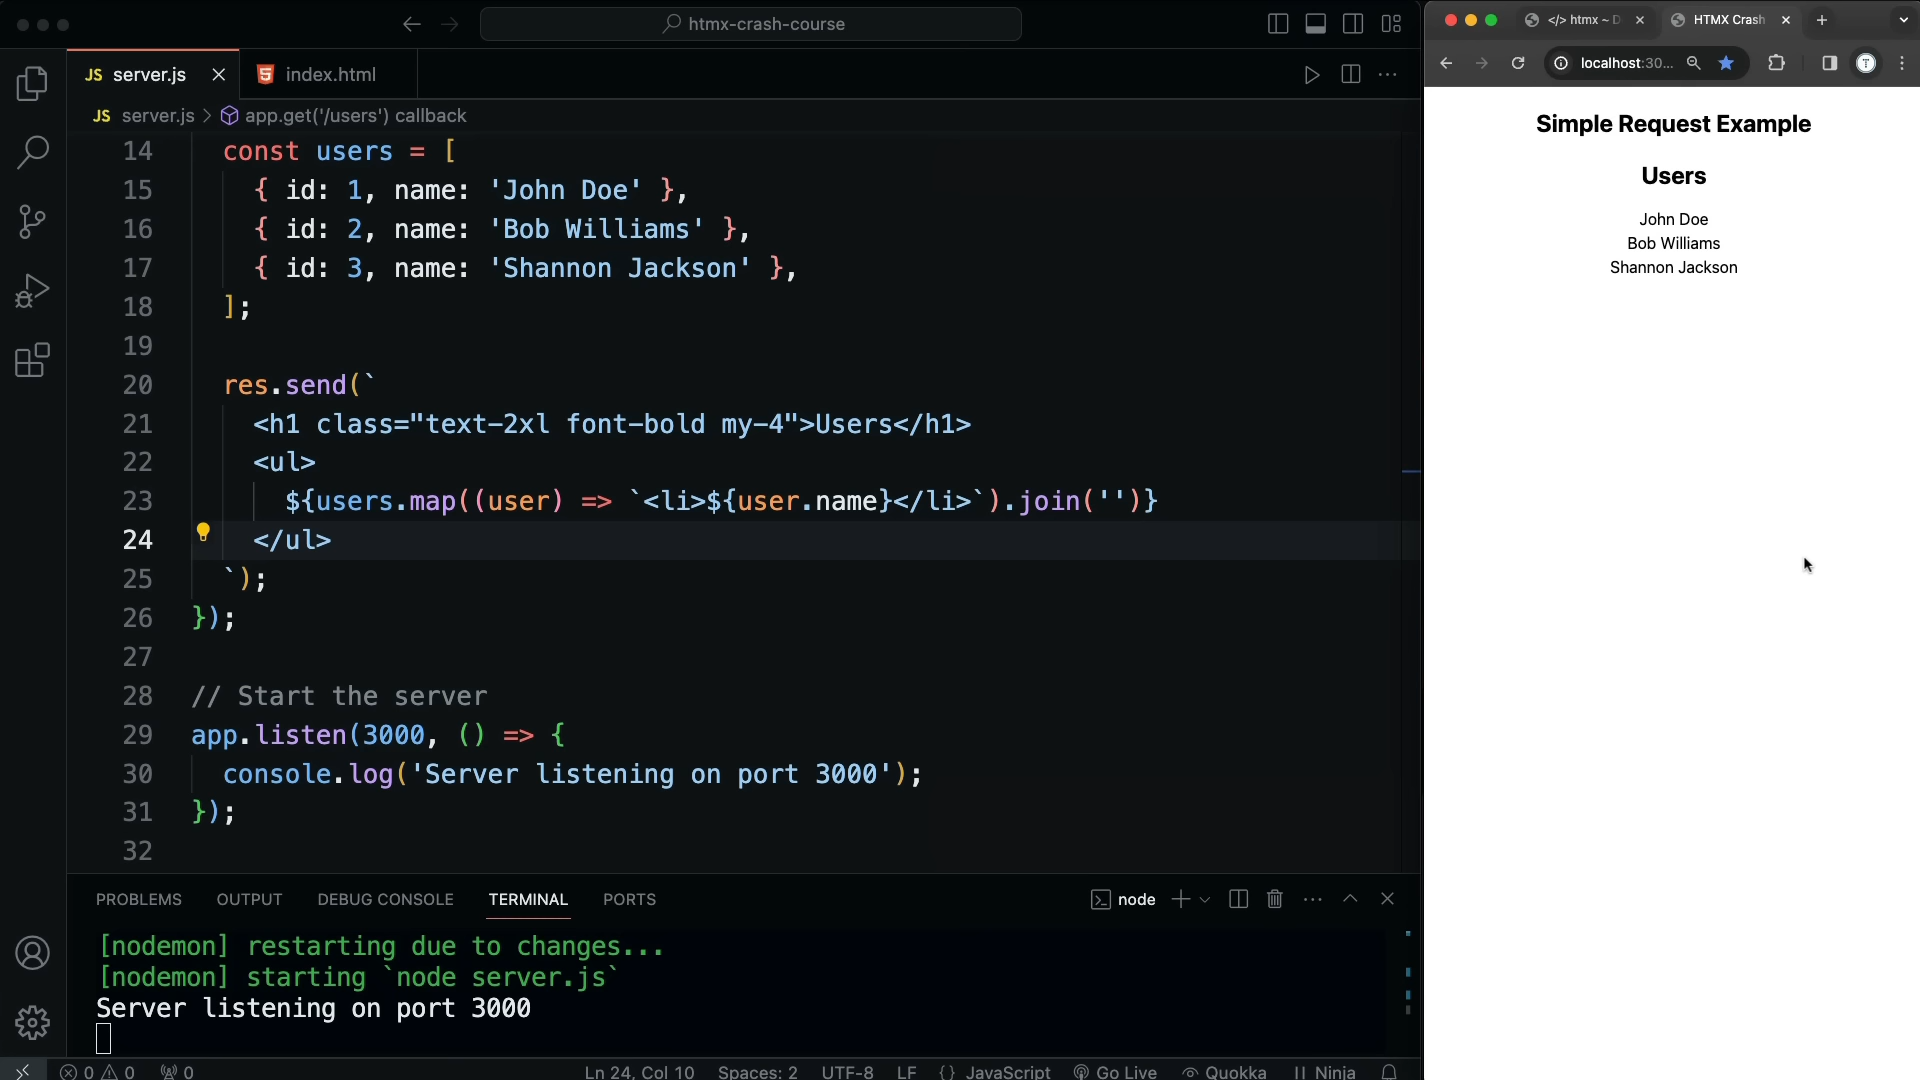 htmx-crash-course
JS server.js
index.html
JS server.js > app.get('/users') callback
14 const users = [
15 { id: 1, name: 'John Doe' },
16 { id: 2, name: 'Bob Williams' },
17 { id: 3, name: 'Shannon Jackson' },
18 ];
19
20 res.send(`
21 <h1 class="text-2xl font-bold my-4">Users</h1>
22 <ul>
23 ${users.map((user) => `<li>${user.name}</li>`).join('')}
24 </ul>
25 `);
26 });
27
28 // Start the server
29 app.listen(3000, () => {
30 console.log('Server listening on port 3000');
31 });
32
PROBLEMS OUTPUT DEBUG CONSOLE TERMINAL PORTS
node
[nodemon] restarting due to changes...
[nodemon] starting `node server.js`
Server listening on port 3000
0 0 0 Ln 24, Col 10 Spaces: 2 UTF-8 LF {} JavaScript Go Live Quokka Ninja
</> htmx ~ D
HTMX Crash
localhost:30...
T
Simple Request Example
Users
John Doe
Bob Williams
Shannon Jackson